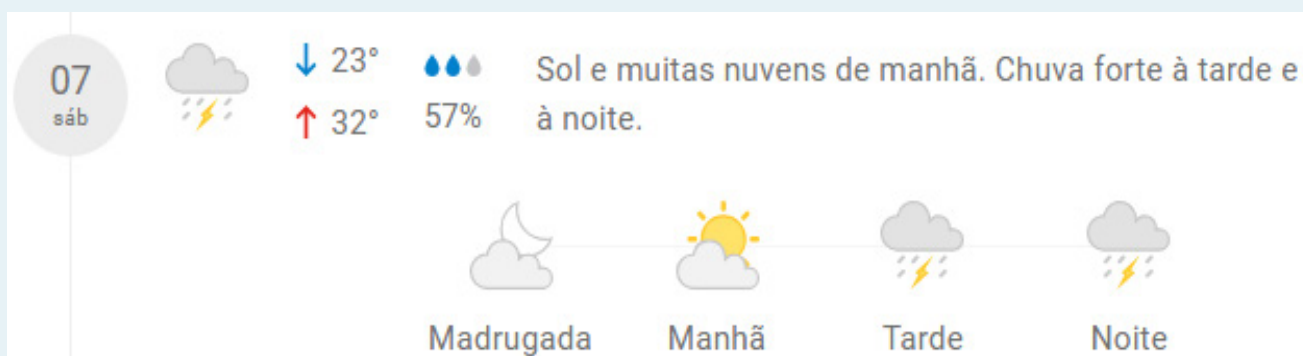 07
sáb
↓ 23°
↑ 32°
57%
Sol e muitas nuvens de manhã. Chuva forte à tarde e
à noite.
Madrugada Manhã Tarde Noite